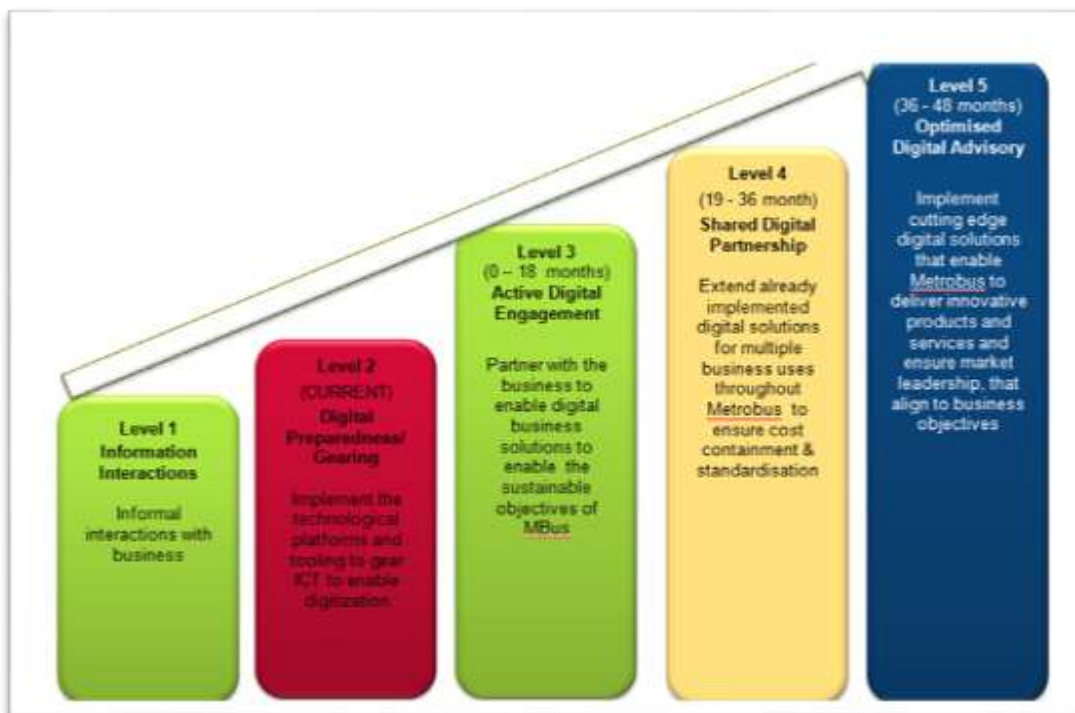 Level 1
Information
Interactions
Informal
interactions with
business
Level 2
(CURRENT)
Digital
Preparedness/
Gearing
Implement the
technological
platforms and
tooling to gear
ICT to enable
digitization
Level 3
(0 – 18 months)
Active Digital
Engagement
Partner with the
business to
enable digital
business
solutions to
enable the
sustainable
objectives of
MBus
Level 4
(19 - 36 month)
Shared Digital
Partnership
Extend already
implemented
digital solutions
for multiple
business uses
throughout
Metrobus to
ensure cost
containment &
standardisation
Level 5
(36 - 48 months)
Optimised
Digital Advisory
Implement
cutting edge
digital solutions
that enable
Metrobus to
deliver innovative
products and
services and
ensure market
leadership, that
align to business
objectives